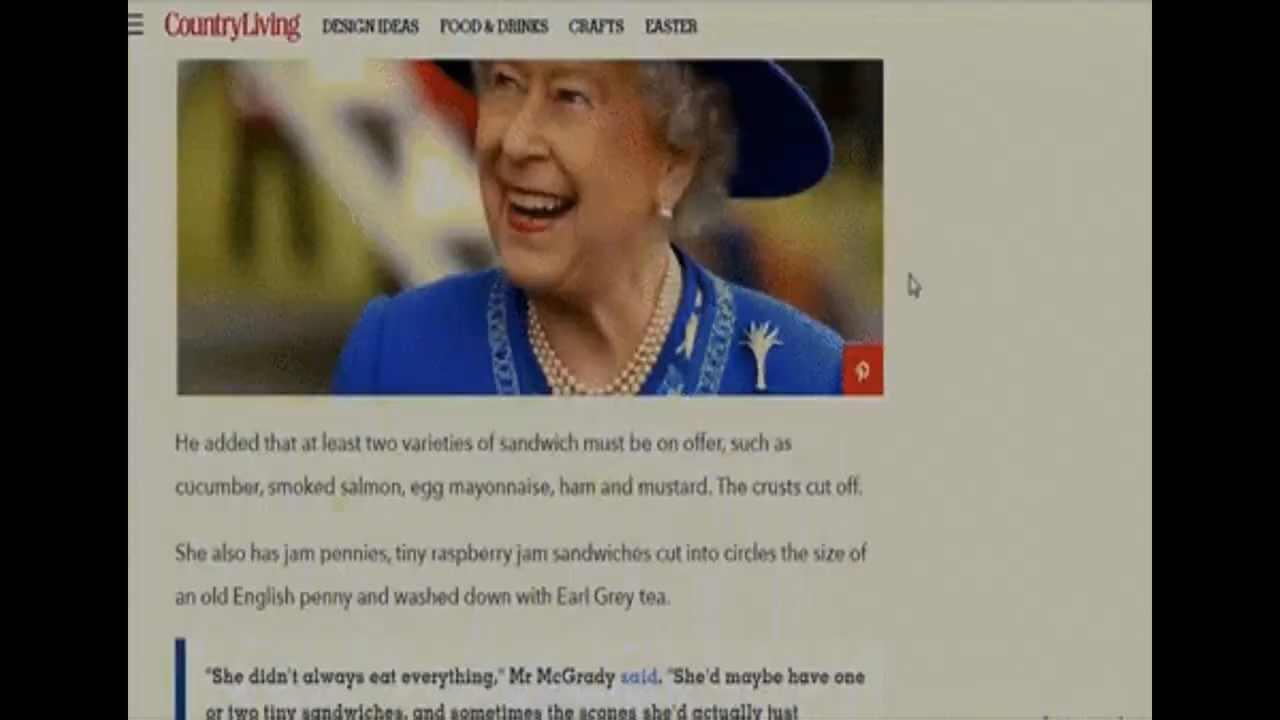 CountryLiving DESIGN IDEAS FOOD & DRINKS CRAFTS EASTER
He added that at least two varieties of sandwich must be on offer, such as
cucumber, smoked salmon, egg mayonnaise, ham and mustard. The crusts cut off.
She also has jam pennies, tiny raspberry jam sandwiches cut into circles the size of
an old English penny and washed down with Earl Grey tea.
"She didn't always eat everything," Mr McGrady said. "She'd maybe have one
or two tiny sandwiches, and sometimes the scones she'd actually just